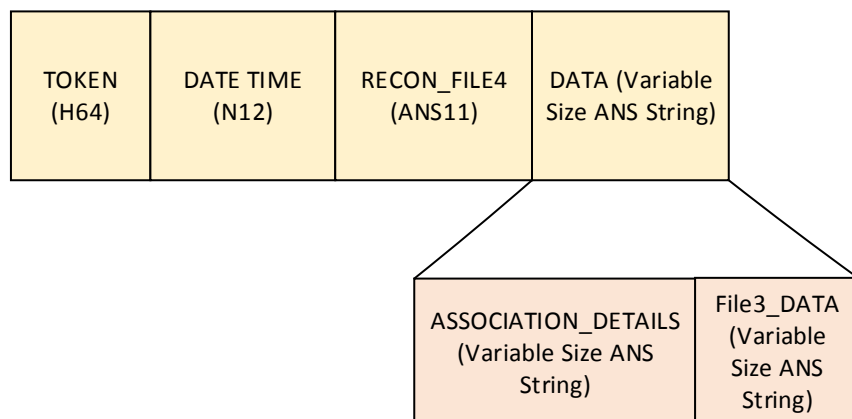 TOKEN
(H64)
DATE TIME
(N12)
RECON_FILE4
(ANS11)
DATA (Variable
Size ANS String)
ASSOCIATION_DETAILS
(Variable Size ANS
String)
File3_DATA
(Variable
Size ANS
String)